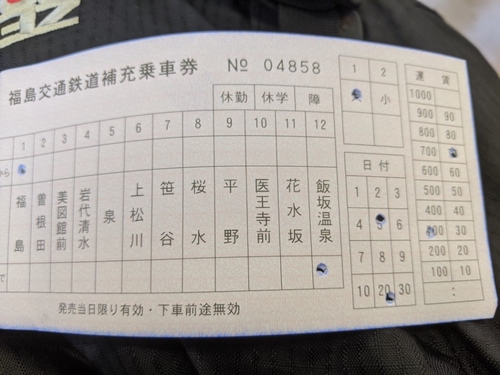 福島交通鉄道補充乗車券 № 04858
休勤 休学 障
1 2 3 4 5 6 7 8 9 10 11 12
から
福島 曽根田 美図館前 岩代清水 泉 上松川 笹谷 桜水 平野 医王寺前 花水坂 飯坂温泉
で
発売当日限り有効・下車前途無効
1 2
小
日付
1 2 3
4 5 6
7 8 9
10 20 30
運 賃
1000
900 90
800 80
700
600 60
500 50
400 40
30
200 20
100 10
: